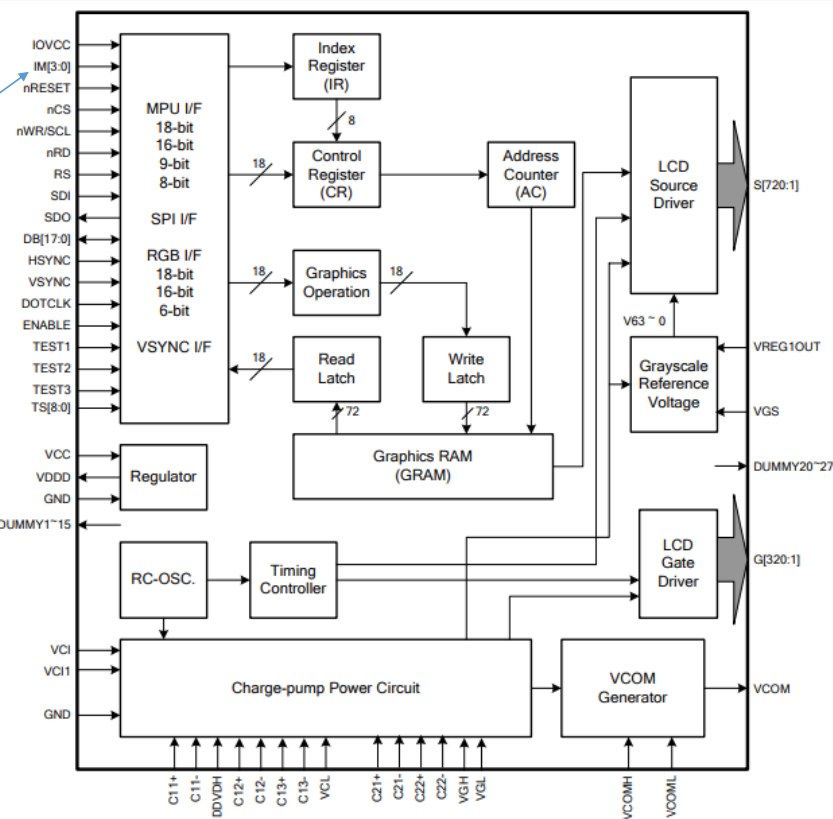 IOVCC
IM[3:0]
nRESET
nCS
nWR/SCL
nRD
RS
SDI
SDO
DB[17:0]
HSYNC
VSYNC
DOTCLK
ENABLE
TEST1
TEST2
TEST3
TS[8:0]
MPU I/F
18-bit
16-bit
9-bit
8-bit
SPI I/F
RGB I/F
18-bit
16-bit
6-bit
VSYNC I/F
Index
Register
(IR)
8
18
Control
Register
(CR)
Address
Counter
(AC)
18
Graphics
Operation
18
18
Read
Latch
Write
Latch
72
72
Graphics RAM
(GRAM)
LCD
Source
Driver
S[720:1]
V63 ~ 0
Grayscale
Reference
Voltage
VREG1OUT
VGS
DUMMY20~27
VCC
VDDD
GND
Regulator
DUMMY1~15
RC-OSC.
Timing
Controller
LCD
Gate
Driver
G[320:1]
VCI
VCI1
GND
Charge-pump Power Circuit
VCOM
Generator
VCOM
C11+
C11-
DDVDH
C12+
C12-
C13+
C13-
VCL
C21+
C21-
C22+
C22-
VGH
VGL
VCOMH
VCOML